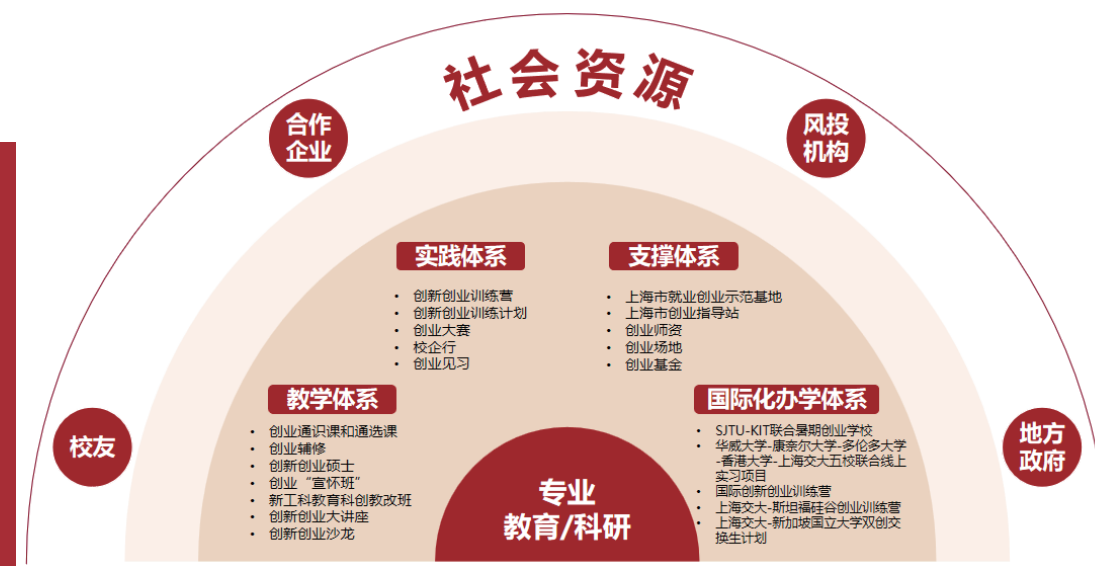 社会资源
合作
企业
风投
机构
校友
地方
政府
实践体系
• 创新创业训练营
• 创新创业训练计划
• 创业大赛
• 校企行
• 创业见习
支撑体系
• 上海市就业创业示范基地
• 上海市创业指导站
• 创业师资
• 创业场地
• 创业基金
教学体系
• 创业通识课和通选课
• 创业辅修
• 创新创业硕士
• 创业“宣怀班”
• 新工科教育科创教改班
• 创新创业大讲座
• 创新创业沙龙
国际化办学体系
• SJTU-KIT联合暑期创业学校
• 华威大学-康奈尔大学-多伦多大学
-香港大学-上海交大五校联合线上
实习项目
• 国际创新创业训练营
• 上海交大-斯坦福硅谷创业训练营
• 上海交大-新加坡国立大学双创交
换生计划
专业
教育/科研